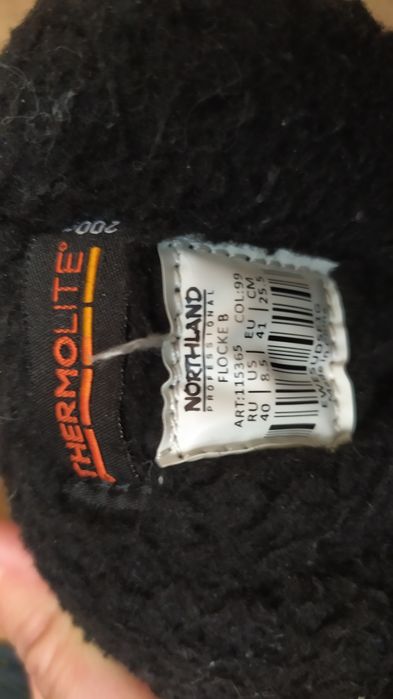 THERMOLITE®
200
NORTHLAND
PROFESSIONAL
FLOCKE B
ART:115365 COL:99
RU US EU CM
40 8.5 41 25.5